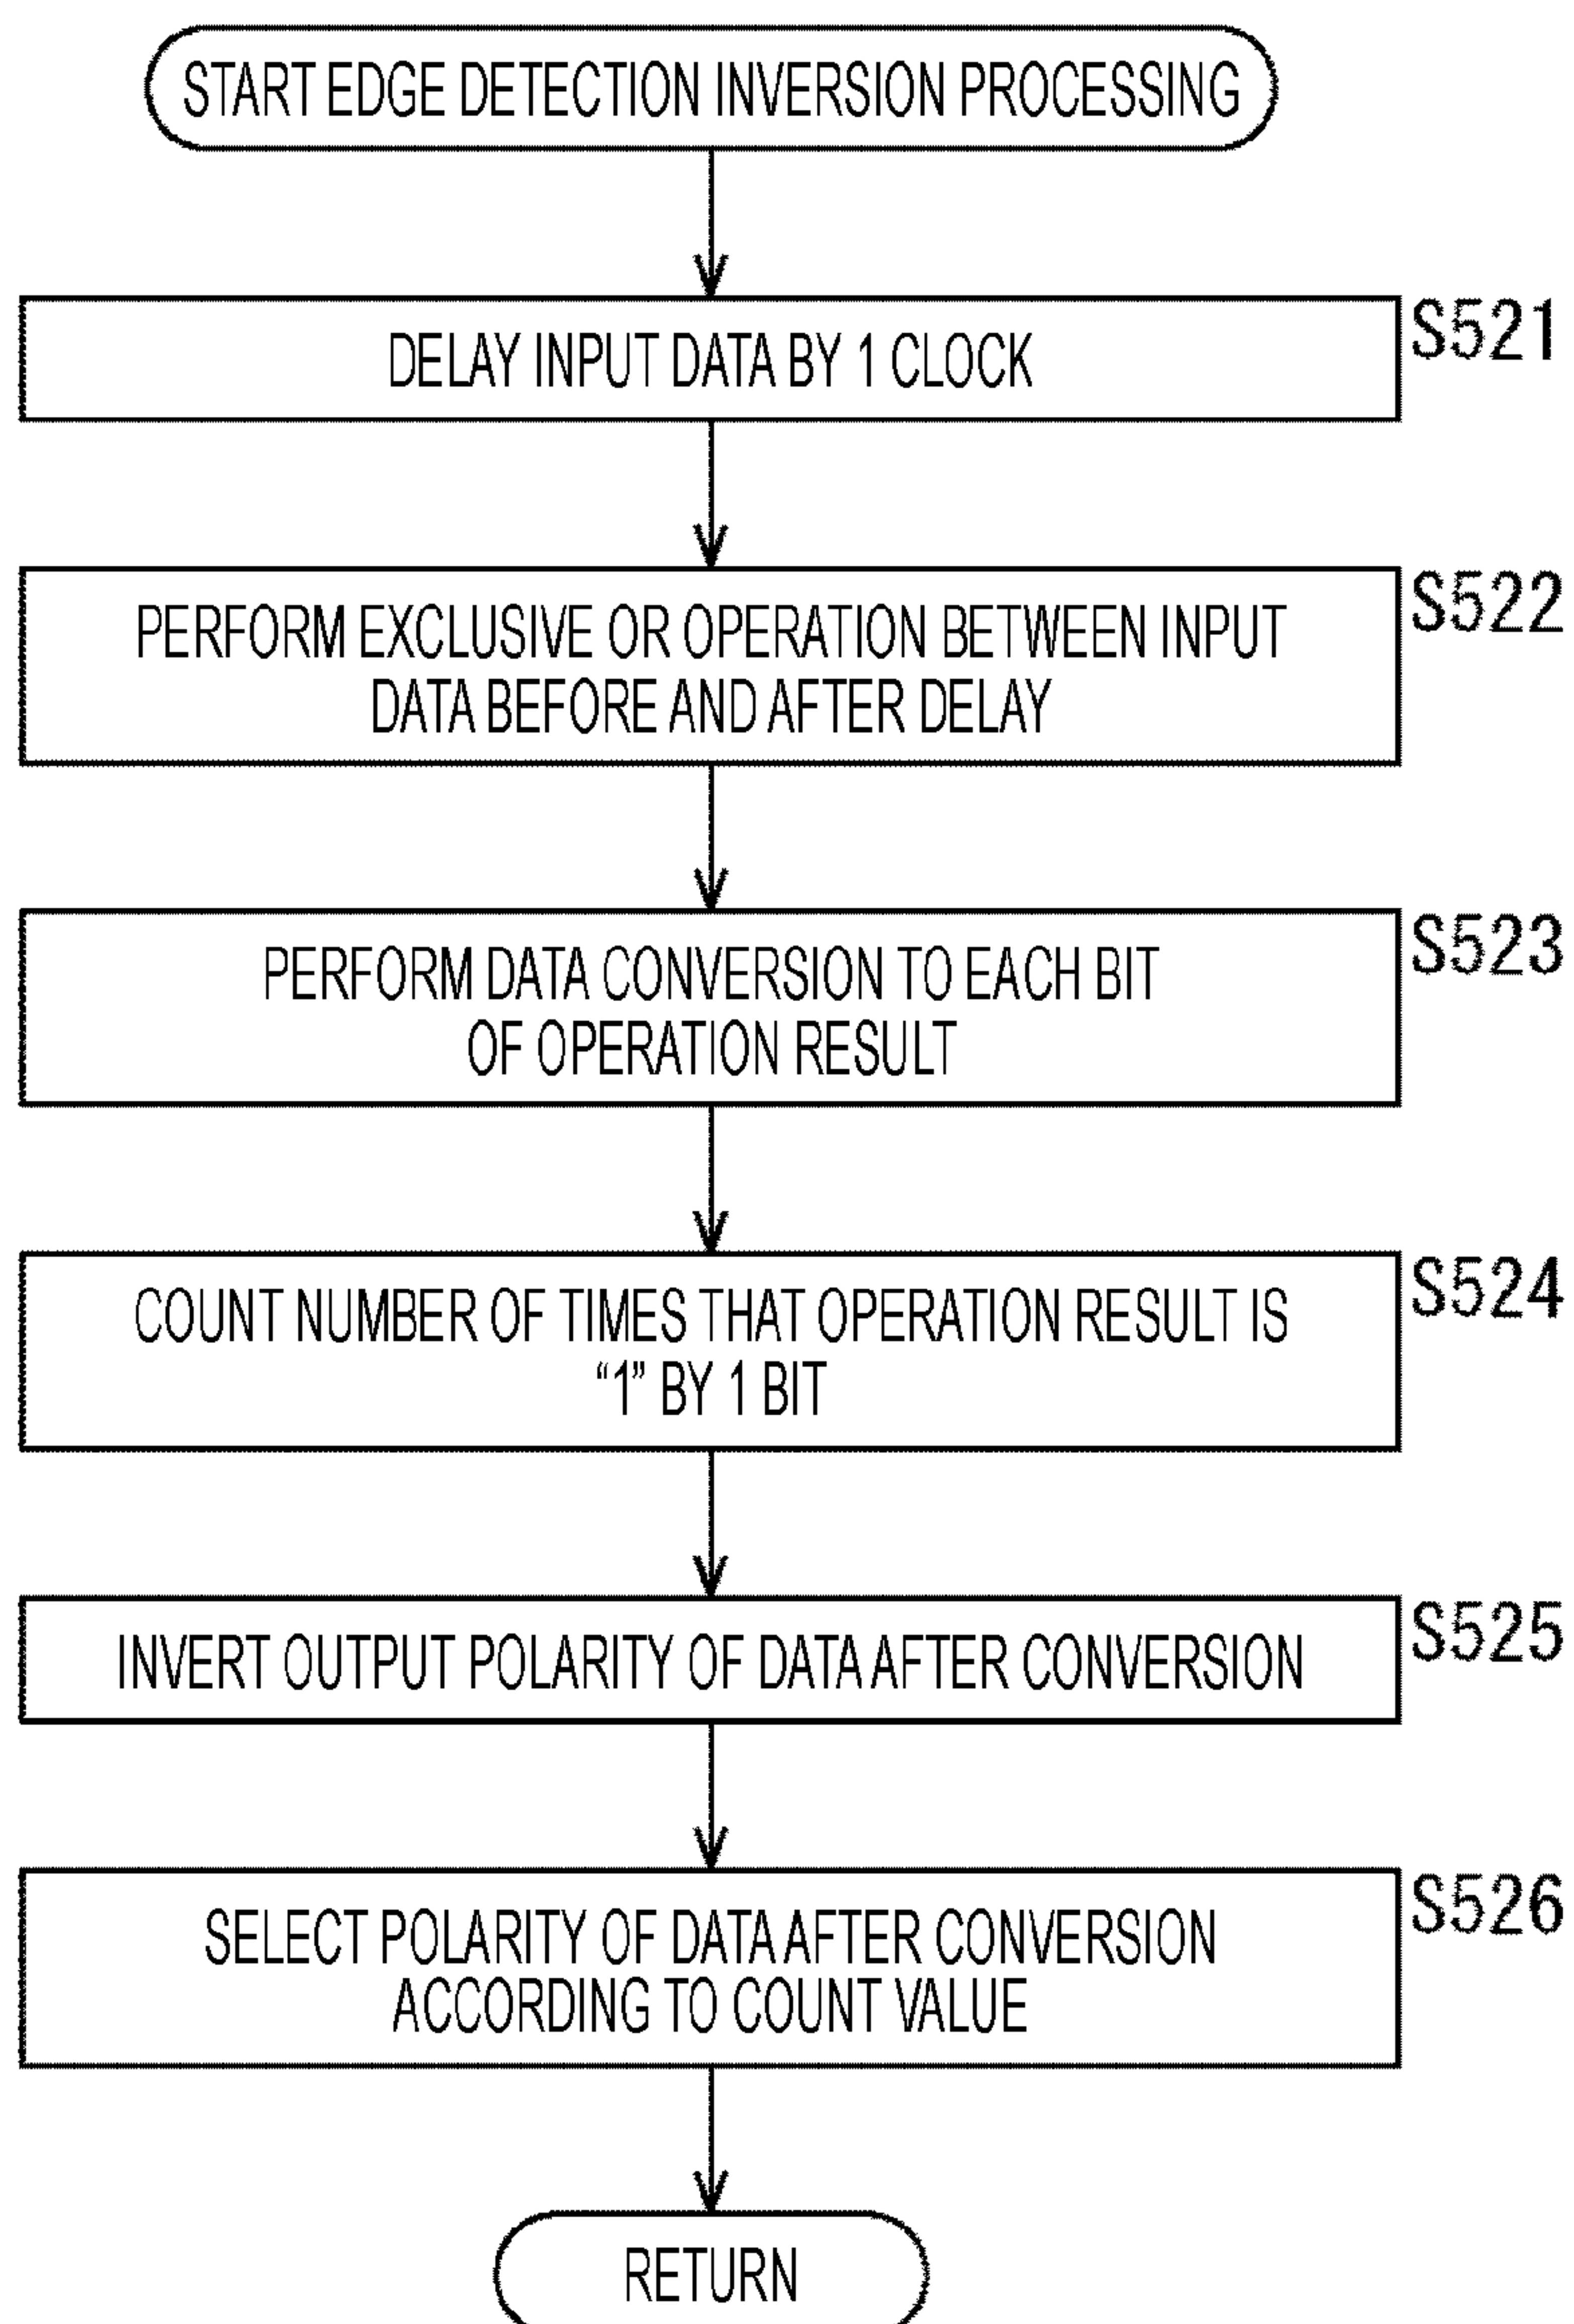 START EDGE DETECTION INVERSION PROCESSING
DELAY INPUT DATA BY 1 CLOCK
S521
PERFORM EXCLUSIVE OR OPERATION BETWEEN INPUT
DATA BEFORE AND AFTER DELAY
S522
PERFORM DATA CONVERSION TO EACH BIT
OF OPERATION RESULT
S523
COUNT NUMBER OF TIMES THAT OPERATION RESULT IS
“1” BY 1 BIT
S524
INVERT OUTPUT POLARITY OF DATA AFTER CONVERSION
S525
SELECT POLARITY OF DATA AFTER CONVERSION
ACCORDING TO COUNT VALUE
S526
RETURN